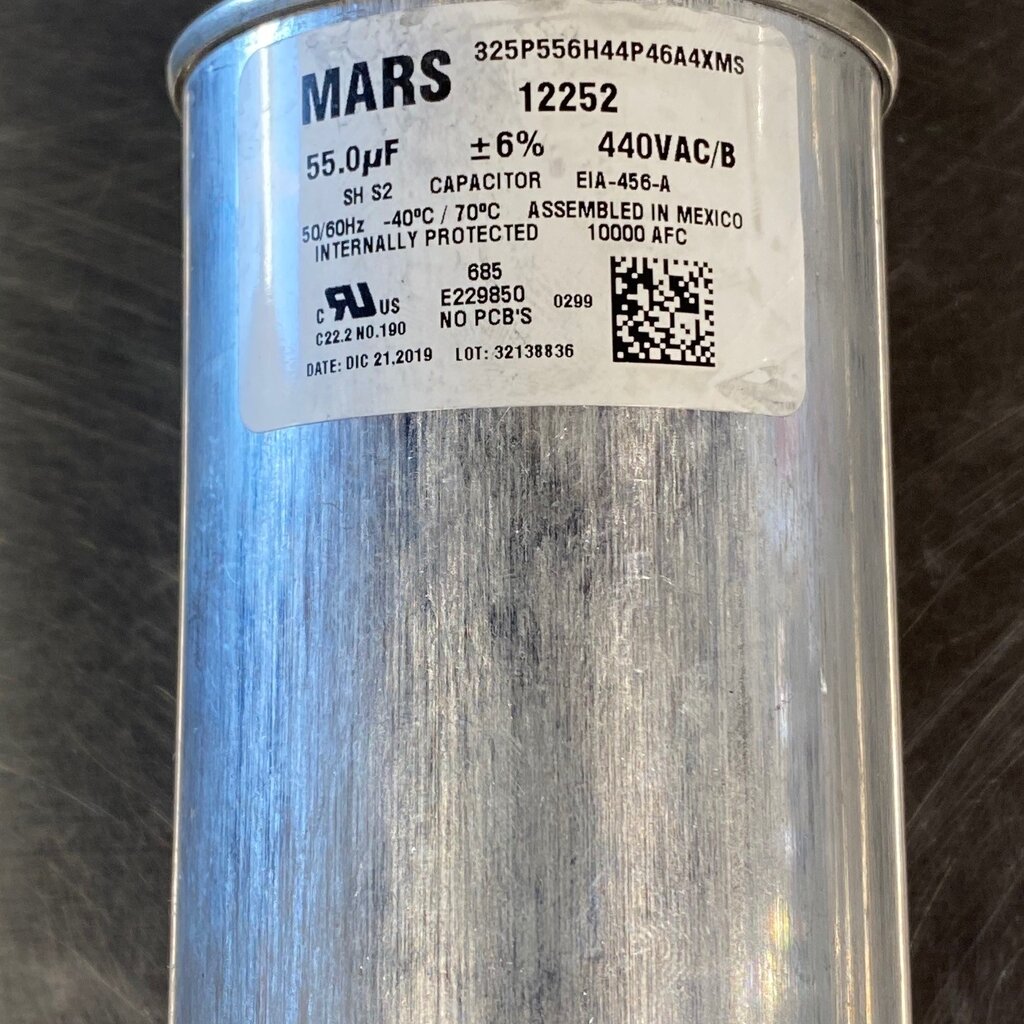 MARS 325P556H44P46A4XMS
12252
55.0µF ±6% 440VAC/B
SH S2 CAPACITOR EIA-456-A
50/60Hz -40ºC / 70ºC ASSEMBLED IN MEXICO
INTERNALLY PROTECTED 10000 AFC
685
C RU US E229850 0299
C22.2 NO.190 NO PCB'S
DATE: DIC 21,2019 LOT: 32138836